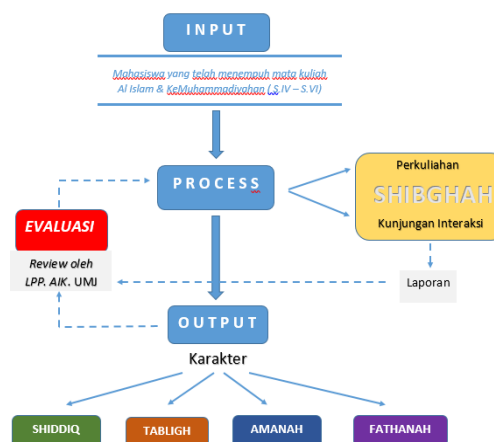 INPUT
Mahasiswa yang telah menempuh mata kuliah
Al Islam & KeMuhammadiyahan ( S.IV – S.VI)
PROCESS
Perkuliahan
SHIBGHAH
Kunjungan Interaksi
EVALUASI
Review oleh
LPP. AIK. UMJ
Laporan
OUTPUT
Karakter
SHIDDIQ
TABLIGH
AMANAH
FATHANAH